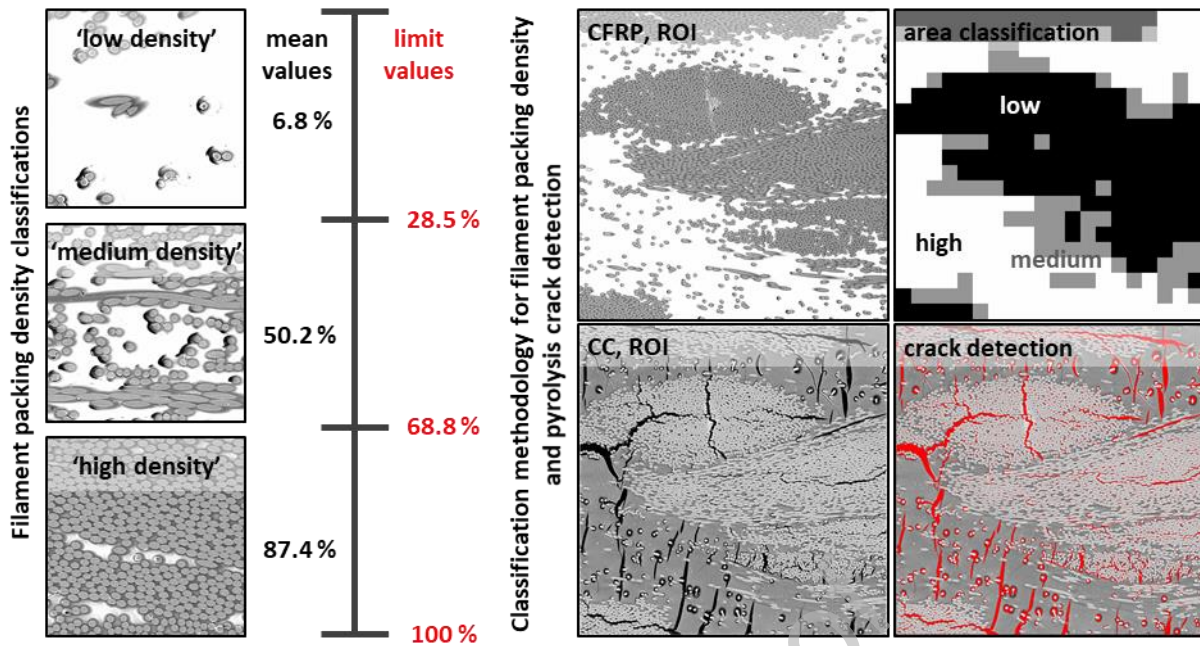 Filament packing density classifications
'low density'
'medium density'
'high density'
mean
values
6.8 %
50.2 %
87.4 %
limit
values
28.5 %
68.8 %
100 %
Classification methodology for filament packing density
and pyrolysis crack detection
CFRP, ROI
area classification
low
high
medium
CC, ROI
crack detection